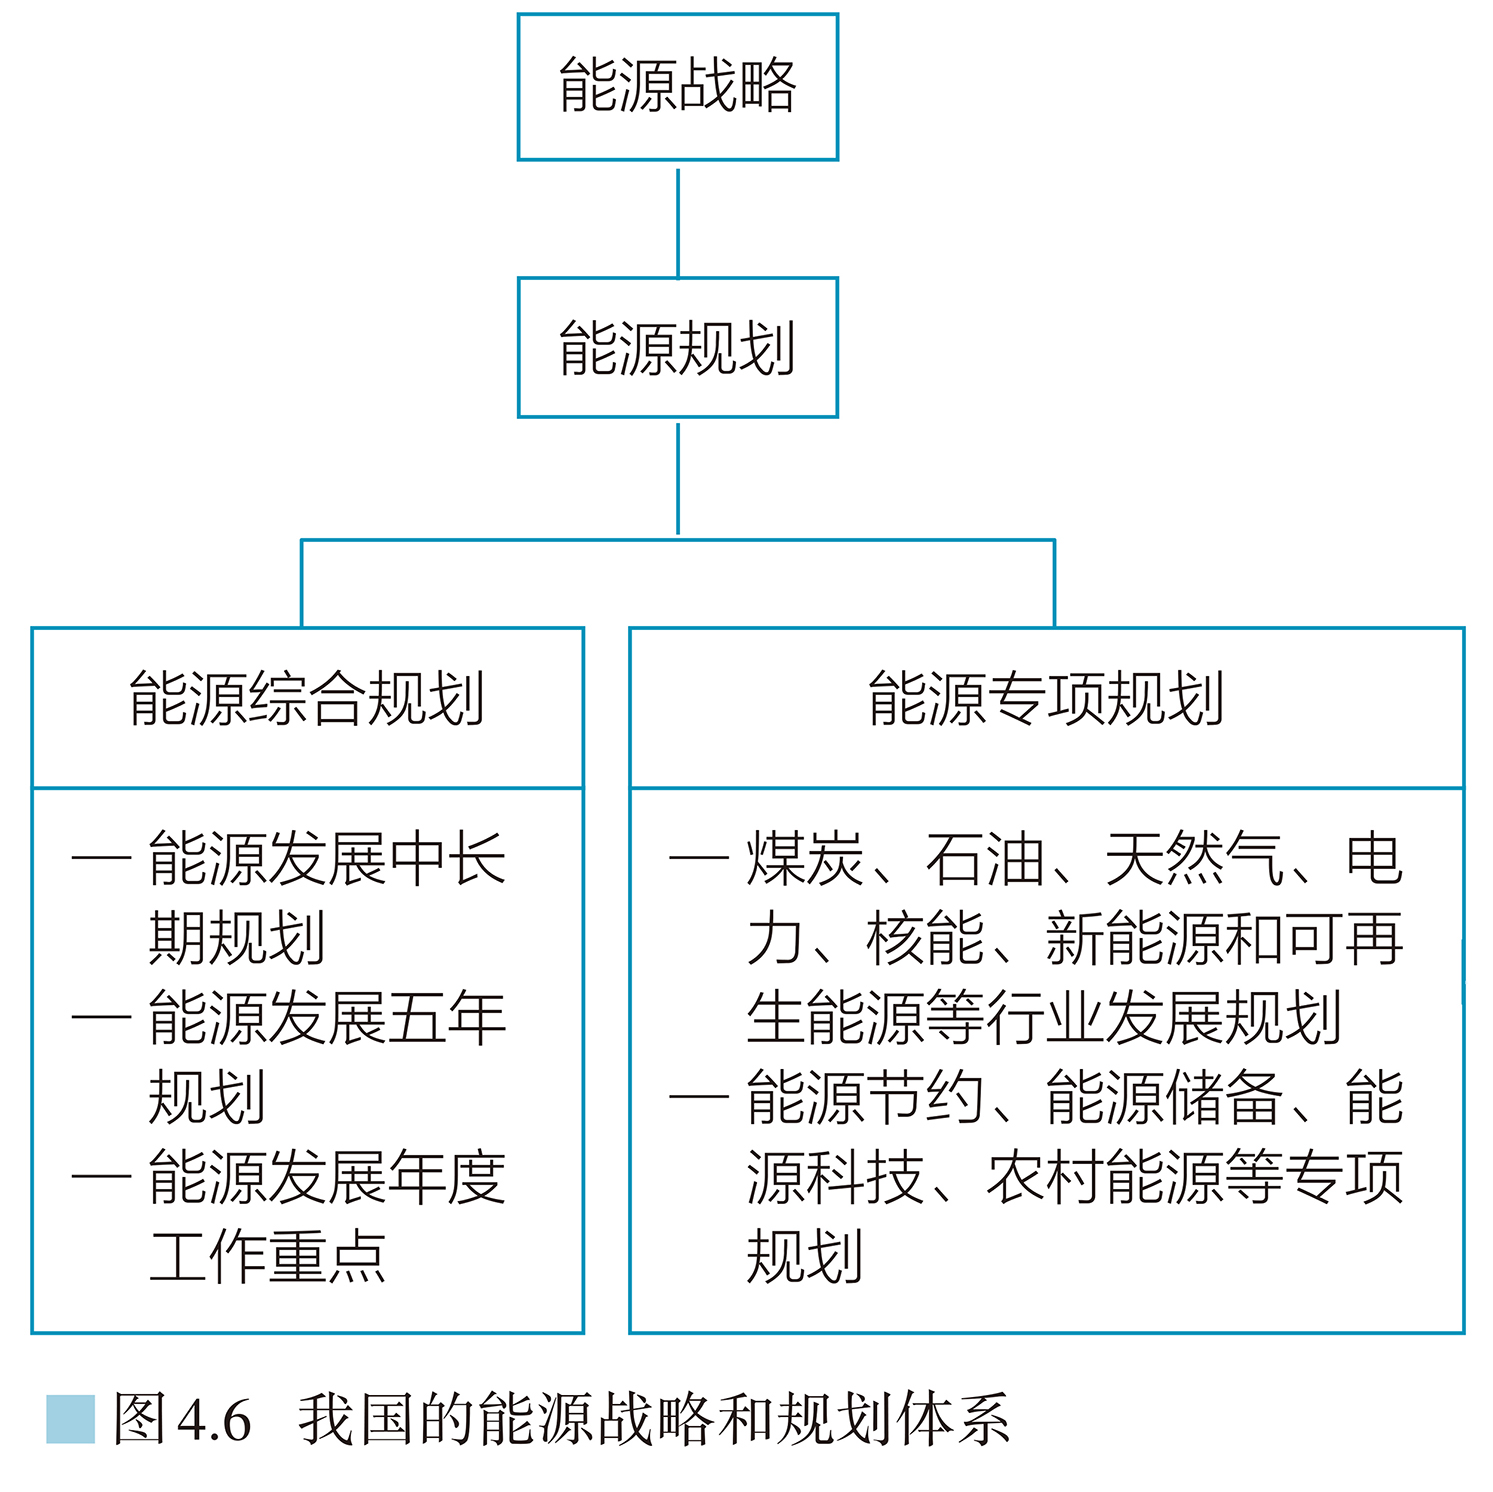 能源战略
能源规划
能源综合规划
— 能源发展中长
期规划
— 能源发展五年
规划
— 能源发展年度
工作重点
能源专项规划
— 煤炭、石油、天然气、电
力、核能、新能源和可再
生能源等行业发展规划
— 能源节约、能源储备、能
源科技、农村能源等专项
规划
图4.6 我国的能源战略和规划体系